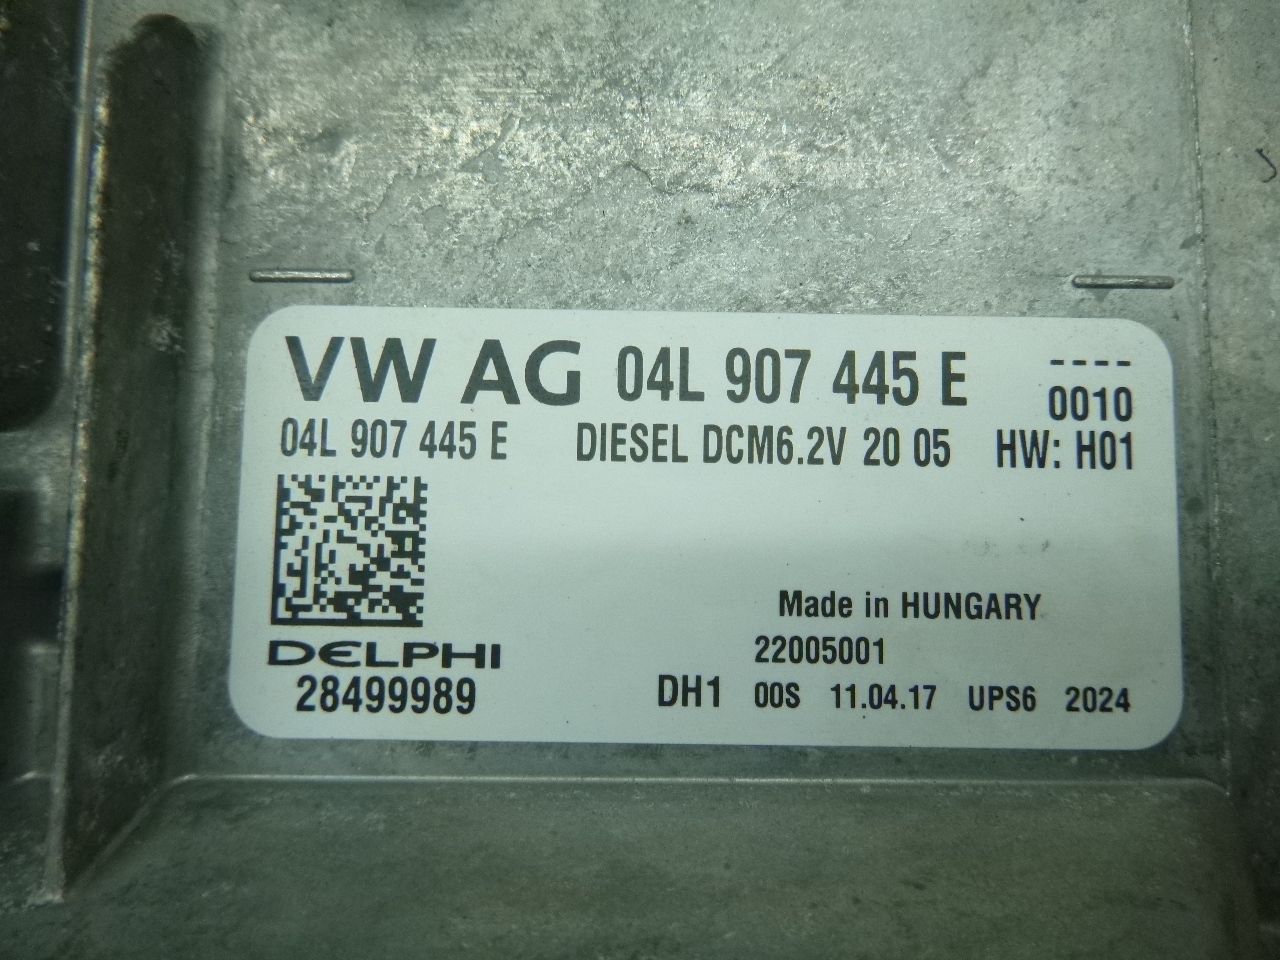 VW AG 04L 907 445 E ----
0010
04L 907 445 E DIESEL DCM6.2V 20 05 HW: H01
Made in HUNGARY
DELPHI 22005001
28499989 DH1 00S 11.04.17 UPS6 2024